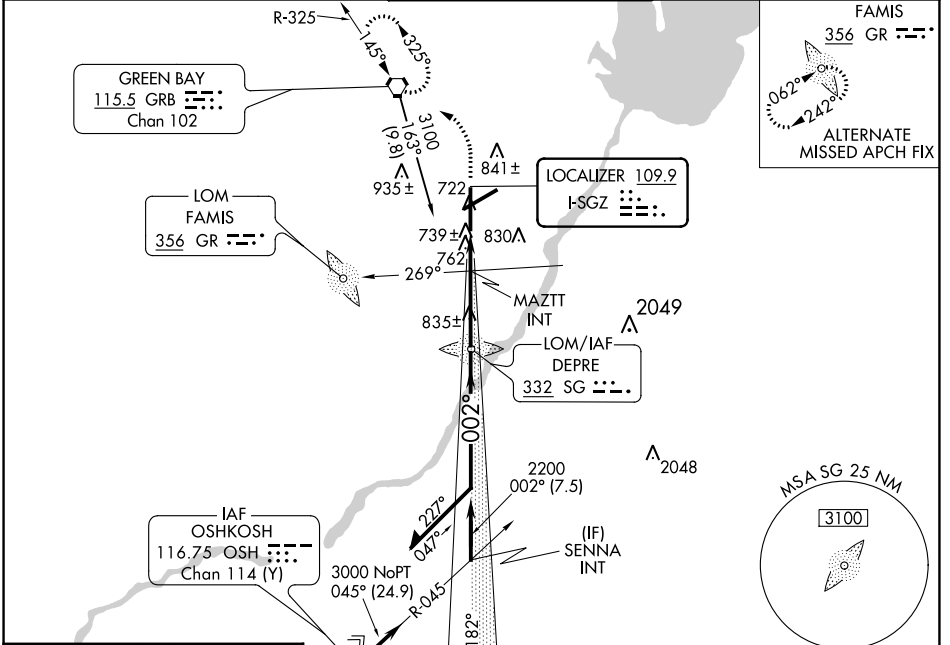 R-325
145°
325°
GREEN BAY
115.5 GRB
Chan 102
3100
163°
(9.8)
935±
841±
722
LOCALIZER 109.9
I-SGZ
FAMIS
356 GR
062°
242°
ALTERNATE
MISSED APCH FIX
LOM
FAMIS
356 GR
739±
830
762
269°
MAZTT
INT
835±
2049
LOM/IAF
DEPRE
332 SG
002°
2048
2200
002° (7.5)
227°
047°
(IF)
SENNA
INT
IAF
OSHKOSH
116.75 OSH
Chan 114 (Y)
3000 NoPT
045° (24.9)
R-045
182°
MSA SG 25 NM
3100